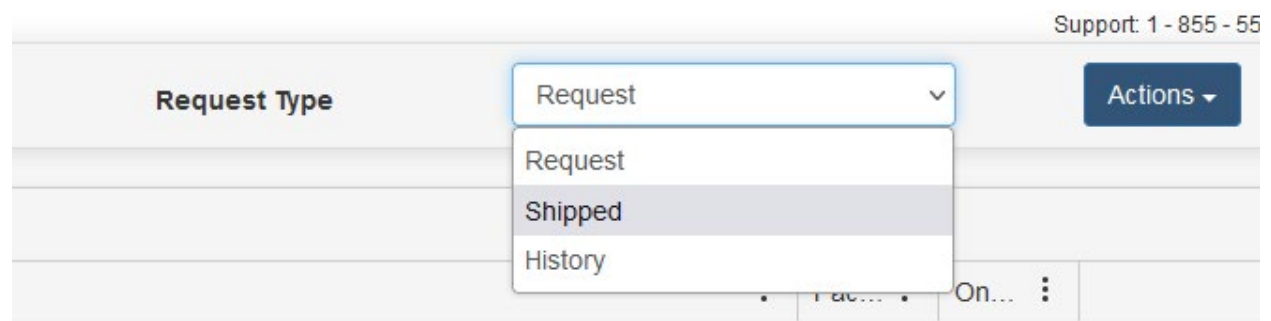 Support: 1 - 855 - 55
Request Type
Request
Actions
Request
Shipped
History
On...